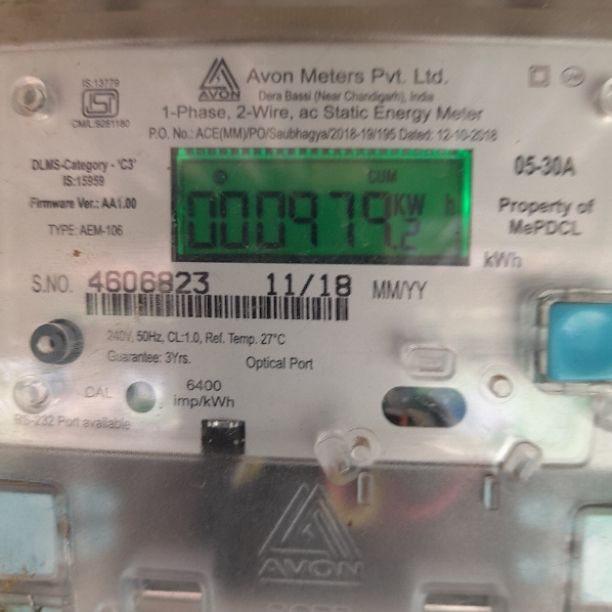 IS:13779
ISI
CM/L:9251180
AVON
Avon Meters Pvt. Ltd.
Dera Bassi (Near Chandigarh), India
1-Phase, 2-Wire, ac Static Energy Meter
P.O. No.: ACE(MM)/PO/Saubhagya/2018-19/195 Dated: 12-10-2018
DLMS-Category - 'C3'
IS:15959
Firmware Ver.: AA1.00
TYPE: AEM-106
CUM
000979.2 KW h
05-30A
Property of
MePDCL
kWh
S.NO. 4606823 11/18 MM/YY
240V, 50Hz, CL:1.0, Ref. Temp. 27°C
Guarantee: 3Yrs.
Optical Port
CAL
6400
imp/kWh
RS-232 Port available
AVON